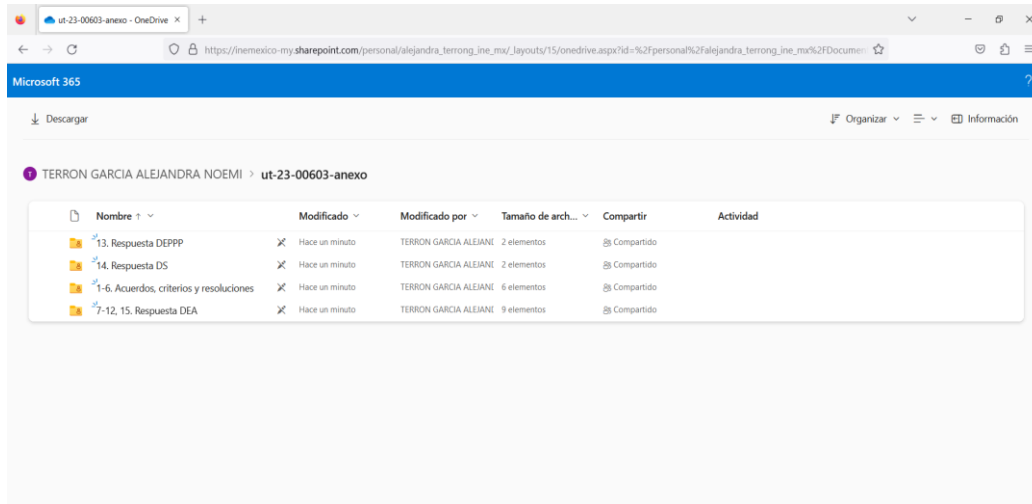 ut-23-00603-anexo - OneDrive
https://inemexico-my.sharepoint.com/personal/alejandra_terrong_ine_mx/_layouts/15/onedrive.aspx?id=%2Fpersonal%2Falejandra_terrong_ine_mx%2FDocumen
Microsoft 365 ?
Descargar Organizar Información
T TERRON GARCIA ALEJANDRA NOEMI > ut-23-00603-anexo
Nombre Modificado Modificado por Tamaño de arch... Compartir Actividad
13. Respuesta DEPPP Hace un minuto TERRON GARCIA ALEJAND 2 elementos Compartido
14. Respuesta DS Hace un minuto TERRON GARCIA ALEJAND 2 elementos Compartido
1-6. Acuerdos, criterios y resoluciones Hace un minuto TERRON GARCIA ALEJAND 6 elementos Compartido
7-12, 15. Respuesta DEA Hace un minuto TERRON GARCIA ALEJAND 9 elementos Compartido